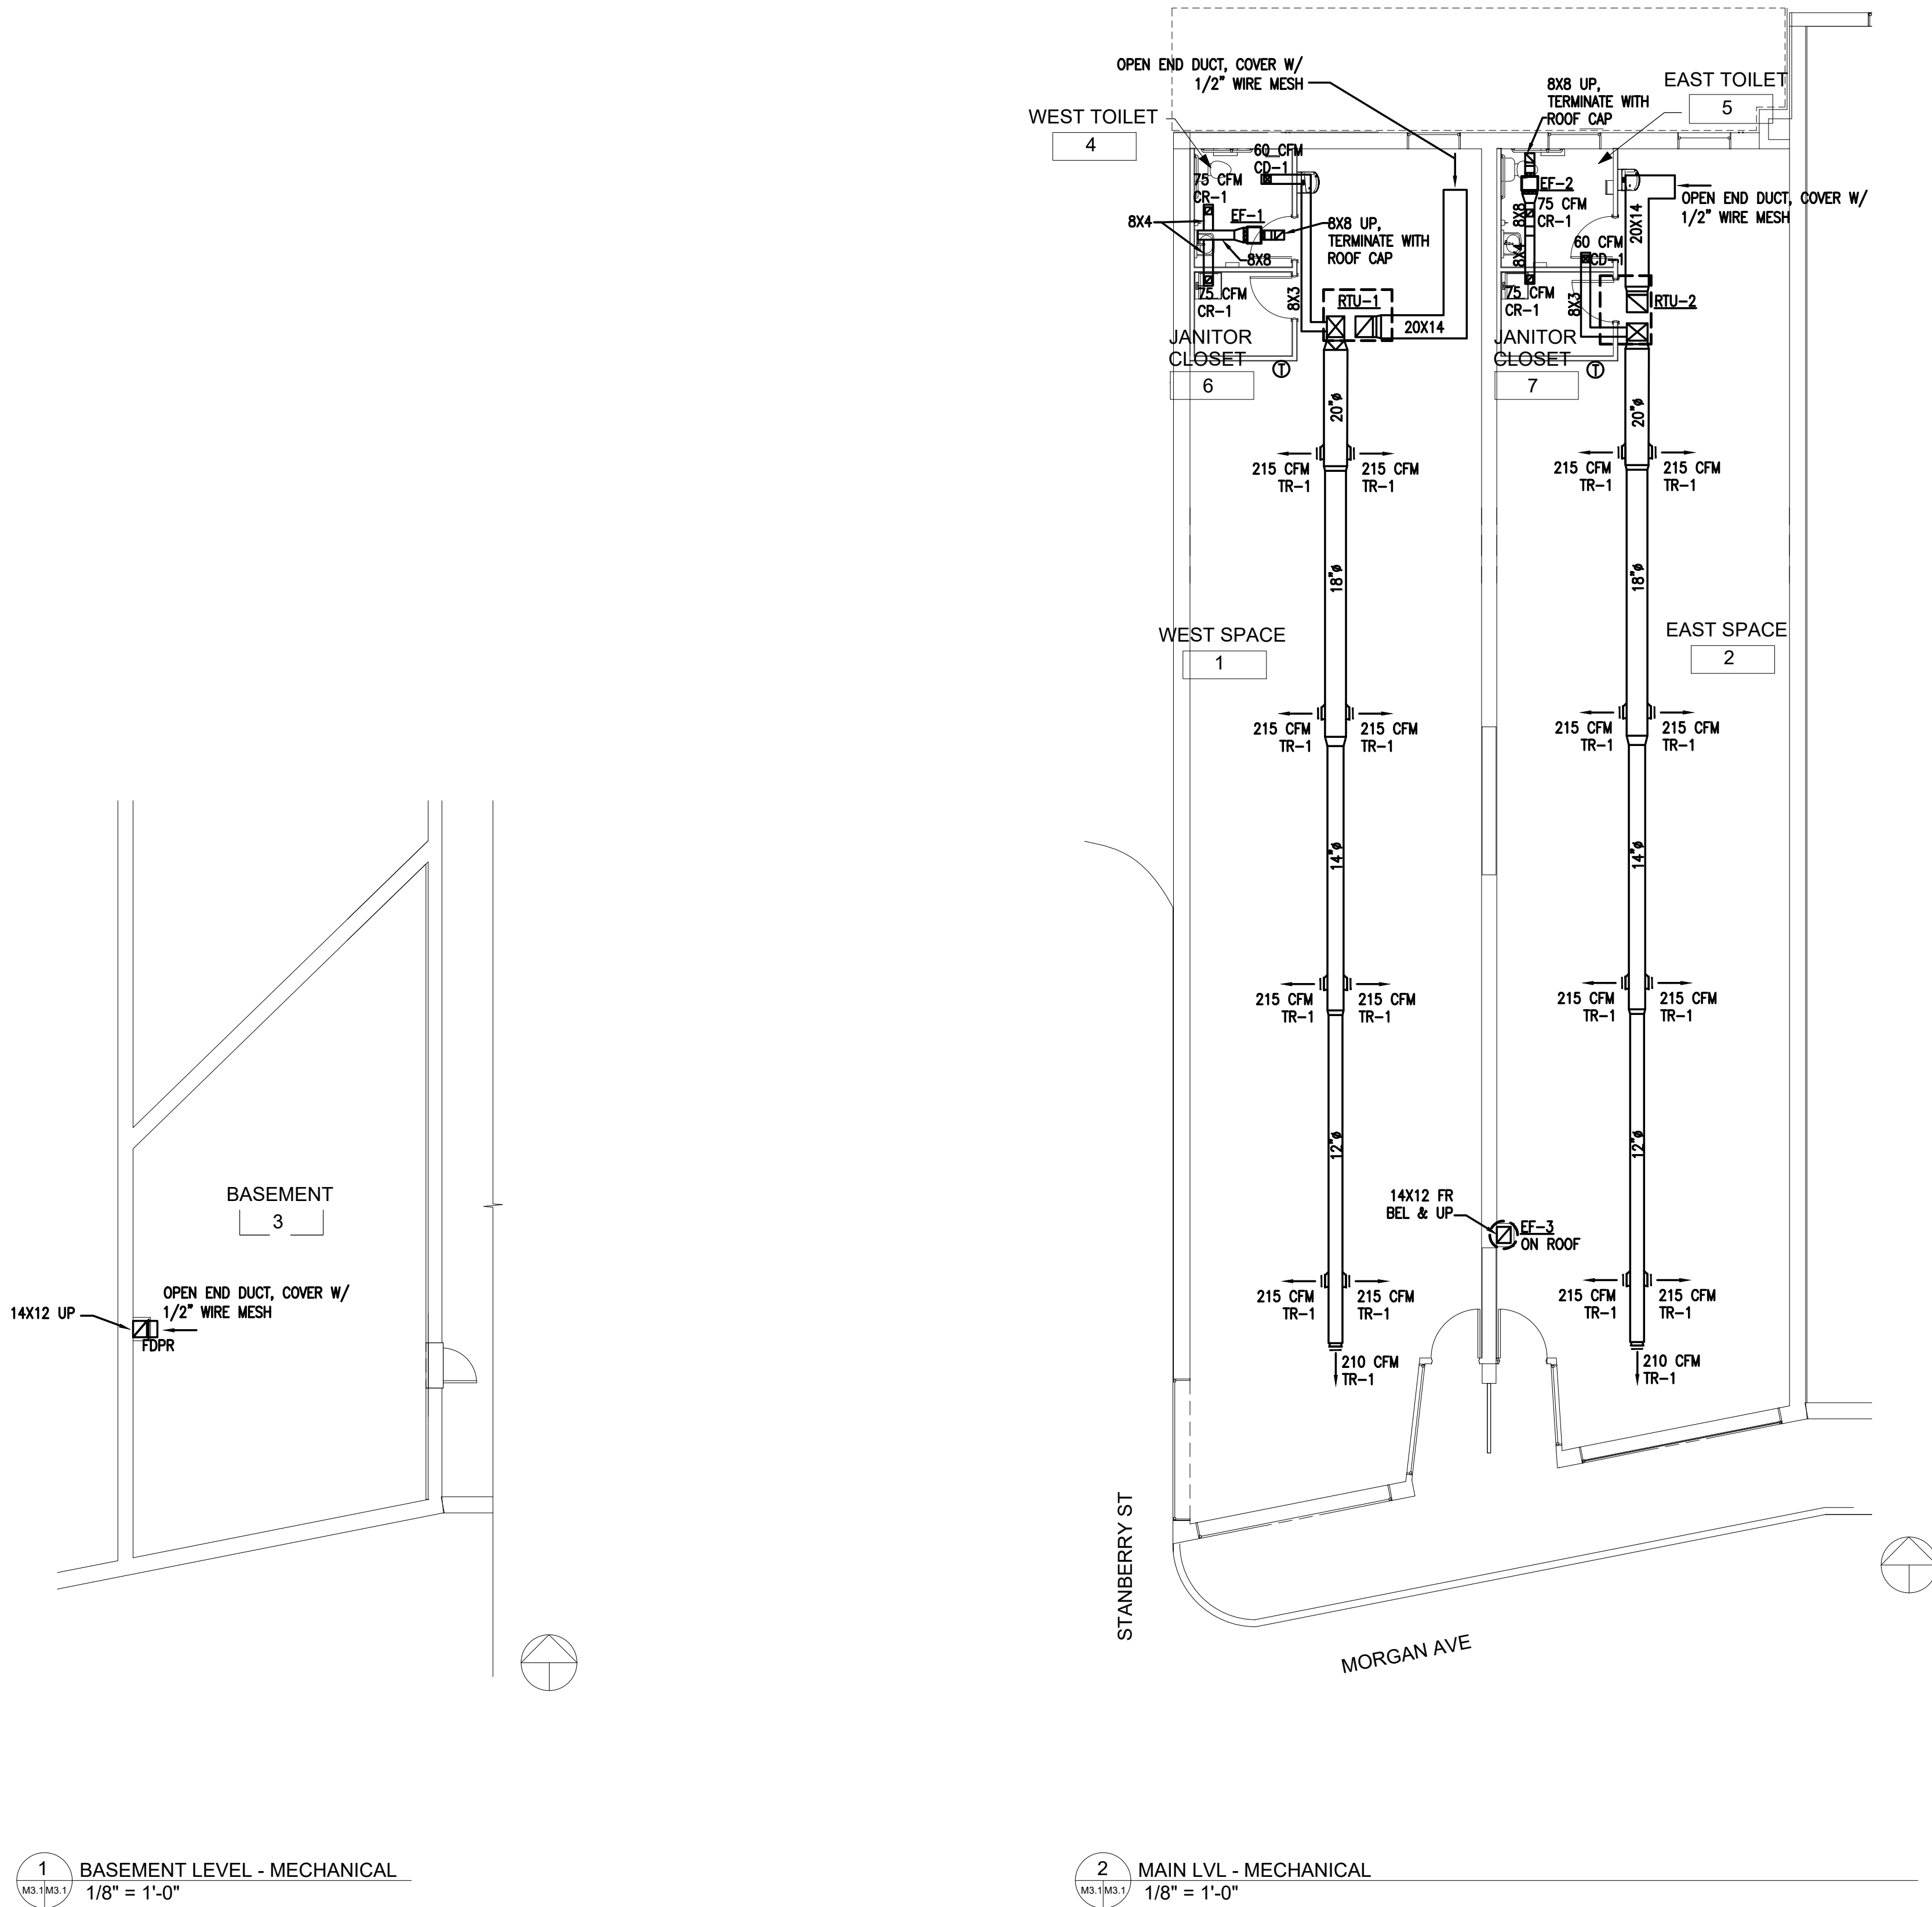 OPEN END DUCT, COVER W/
1/2" WIRE MESH
8X8 UP,
TERMINATE WITH
ROOF CAP
EAST TOILET
5
WEST TOILET
4
60 CFM
CD-1
75 CFM
CR-1
8X4
EF-1
8X8
8X8 UP,
TERMINATE WITH
ROOF CAP
75 CFM
CR-1
8X3
RTU-1
20X14
JANITOR
CLOSET
6
T
EF-2
8X8
75 CFM
CR-1
20X14
OPEN END DUCT, COVER W/
1/2" WIRE MESH
8X4
60 CFM
CD-1
75 CFM
CR-1
8X3
RTU-2
JANITOR
CLOSET
7
T
20"ø
20"ø
215 CFM
TR-1
215 CFM
TR-1
215 CFM
TR-1
215 CFM
TR-1
18"ø
18"ø
WEST SPACE
1
EAST SPACE
2
215 CFM
TR-1
215 CFM
TR-1
215 CFM
TR-1
215 CFM
TR-1
14"ø
14"ø
215 CFM
TR-1
215 CFM
TR-1
215 CFM
TR-1
215 CFM
TR-1
12"ø
12"ø
14X12 FR
BEL & UP
EF-3
ON ROOF
215 CFM
TR-1
215 CFM
TR-1
215 CFM
TR-1
215 CFM
TR-1
210 CFM
TR-1
210 CFM
TR-1
BASEMENT
3
OPEN END DUCT, COVER W/
1/2" WIRE MESH
14X12 UP
FDPR
STANBERRY ST
MORGAN AVE
1
M3.1 M3.1
BASEMENT LEVEL - MECHANICAL
1/8" = 1'-0"
2
M3.1 M3.1
MAIN LVL - MECHANICAL
1/8" = 1'-0"